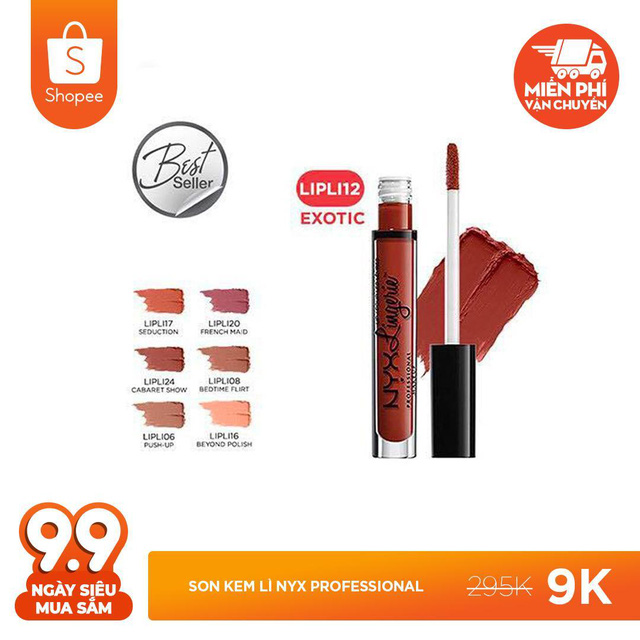 Shopee
MIỄN PHÍ
VẬN CHUYỂN
Best
Seller
LIPLI12
EXOTIC
LIPLI17
SEDUCTION
LIPLI20
FRENCH MAID
LIPLI24
CABARET SHOW
LIPLI08
BEDTIME FLIRT
LIPLI06
PUSH-UP
LIPLI16
BEYOND POLISH
NYX Lingerie™
PROFESSIONAL
9.9
NGÀY SIÊU
MUA SẮM
SON KEM LÌ NYX PROFESSIONAL
295K 9K